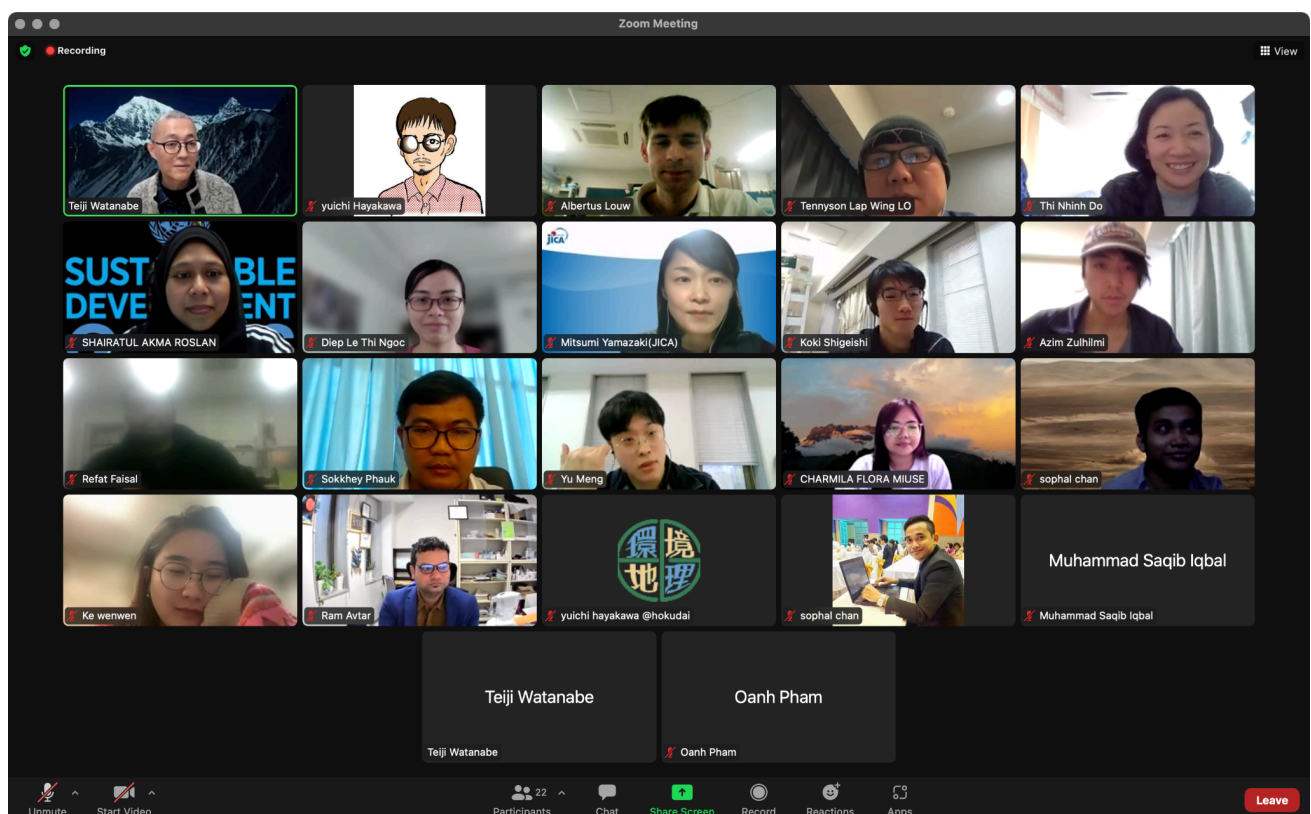 Zoom Meeting
Recording
View
Teiji Watanabe
yuichi Hayakawa
Albertus Louw
Tennyson Lap Wing LO
Thi Nhinh Do
SUST BLE
DEVE ENT
SHAIRATUL AKMA ROSLAN
Diep Le Thi Ngoc
JICA
Mitsumi Yamazaki(JICA)
Koki Shigeishi
Azim Zulhilmi
Refat Faisal
Sokkhey Phauk
Yu Meng
CHARMILA FLORA MIUSE
sophal chan
Ke wenwen
Ram Avtar
環境
地理
yuichi hayakawa @hokudai
sophal chan
Muhammad Saqib Iqbal
Muhammad Saqib Iqbal
Teiji Watanabe
Teiji Watanabe
Oanh Pham
Oanh Pham
Unmute
Start Video
22
Participants
Chat
Share Screen
Record
Reactions
Apps
Leave